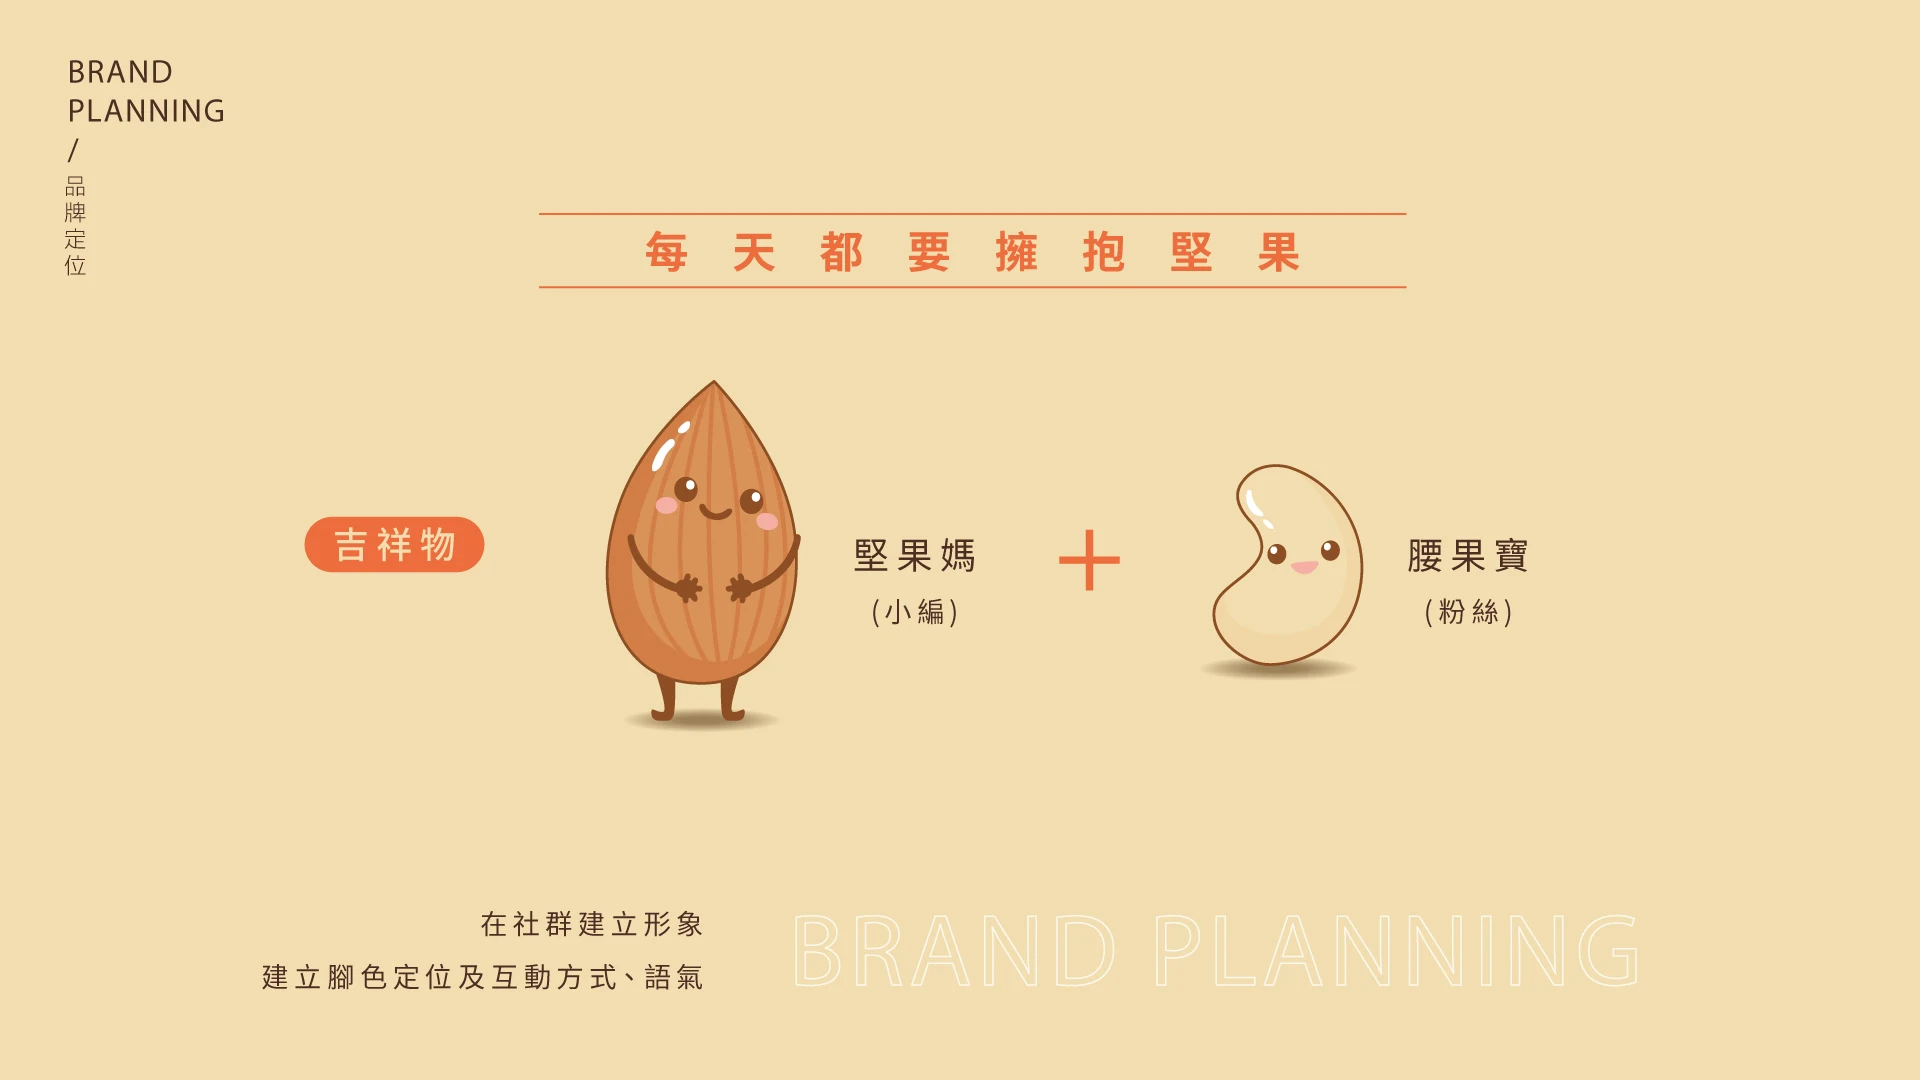 BRAND
PLANNING
/
品牌定位
每天都要擁抱堅果
吉祥物
堅果媽
(小編)
+
腰果寶
(粉絲)
在社群建立形象
建立腳色定位及互動方式、語氣
BRAND PLANNING